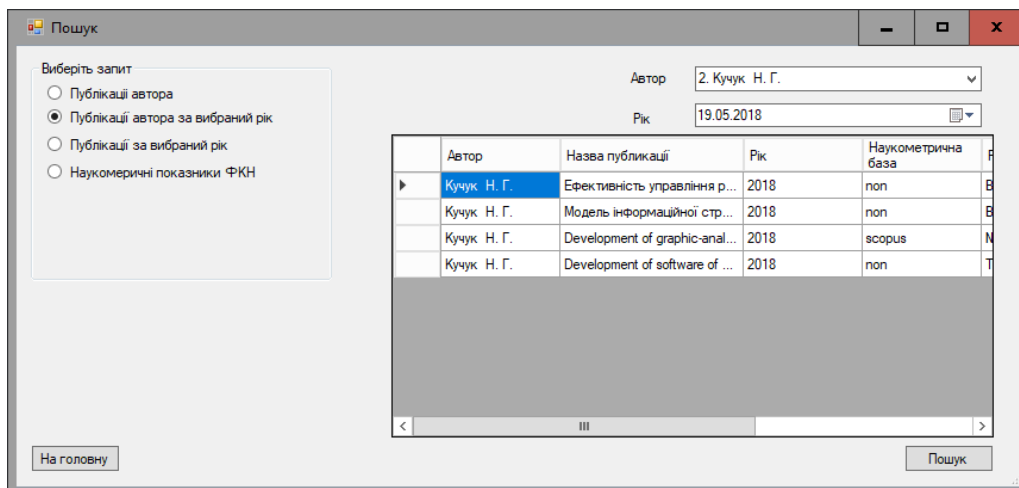 Пошук
Виберіть запит
Публікаціі автора
Публікації автора за вибраний рік
Публікації за вибраний рік
Наукомеричні показники ФКН
Автор 2. Кучук Н. Г.
Рік 19.05.2018
Автор Назва публикації Рік Наукометрична база
Кучук Н. Г. Ефективність управління р... 2018 non B
Кучук Н. Г. Модель інформаційної стр... 2018 non B
Кучук Н. Г. Development of graphic-anal... 2018 scopus N
Кучук Н. Г. Development of software of ... 2018 non T
На головну Пошук